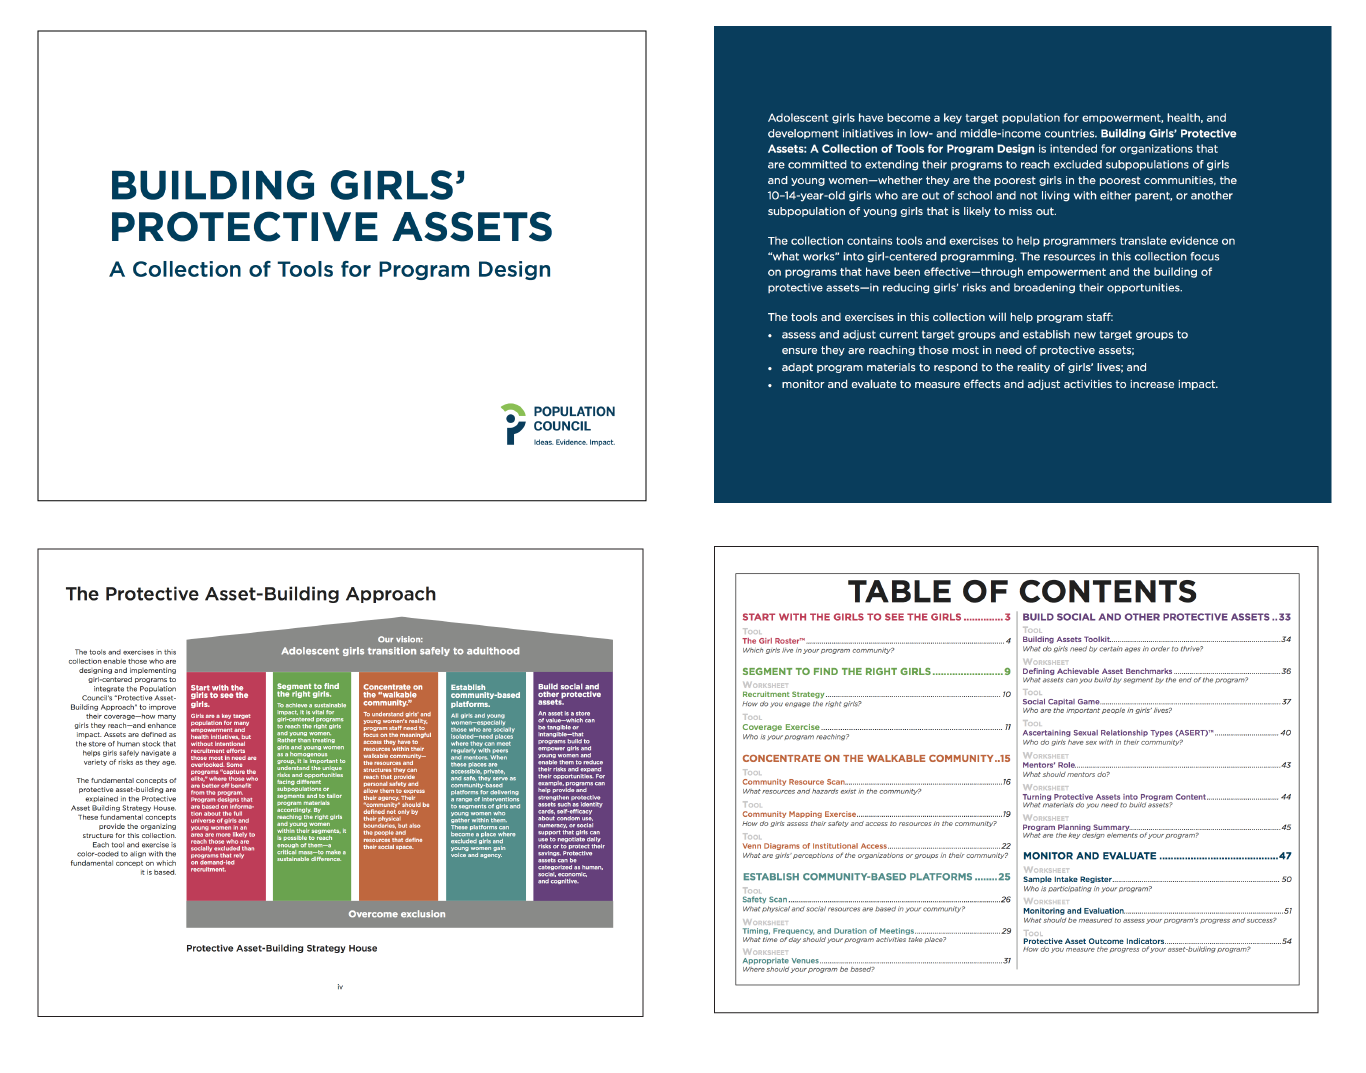 BUILDING GIRLS’
PROTECTIVE ASSETS
A Collection of Tools for Program Design
POPULATION
COUNCIL
Ideas. Evidence. Impact.
Adolescent girls have become a key target population for empowerment, health, and
development initiatives in low- and middle-income countries. Building Girls’ Protective
Assets: A Collection of Tools for Program Design is intended for organizations that
are committed to extending their programs to reach excluded subpopulations of girls
and young women—whether they are the poorest girls in the poorest communities, the
10–14-year-old girls who are out of school and not living with either parent, or another
subpopulation of young girls that is likely to miss out.
The collection contains tools and exercises to help programmers translate evidence on
“what works” into girl-centered programming. The resources in this collection focus
on programs that have been effective—through empowerment and the building of
protective assets—in reducing girls’ risks and broadening their opportunities.
The tools and exercises in this collection will help program staff:
• assess and adjust current target groups and establish new target groups to
ensure they are reaching those most in need of protective assets;
• adapt program materials to respond to the reality of girls’ lives; and
• monitor and evaluate to measure effects and adjust activities to increase impact.
The Protective Asset-Building Approach
The tools and exercises in this
collection enable those who are
designing and implementing
girl-centered programs to
integrate the Population
Council’s “Protective Asset-
Building Approach” to improve
their coverage—how many
girls they reach—and enhance
impact. Assets are defined as
the store of human stock that
helps girls safely navigate a
variety of risks as they age.
The fundamental concepts of
protective asset-building are
explained in the Protective
Asset Building Strategy House.
These fundamental concepts
provide the organizing
structure for this collection.
Each tool and exercise is
color-coded to align with the
fundamental concept on which
it is based.
Our vision:
Adolescent girls transition safely to adulthood
Start with the
girls to see the
girls.
Girls are a key target
population for many
empowerment and
health initiatives, but
without intentional
recruitment efforts
those most in need are
overlooked. Some
programs “capture the
elite,” where those who
are better off benefit
from the program.
Program designs that
are based on informa-
tion about the full
universe of girls and
young women in an
area are more likely to
reach those who are
socially excluded than
programs that rely
on demand-led
recruitment.
Segment to find
the right girls.
To achieve a sustainable
impact, it is vital for
girl-centered programs
to reach the right girls
and young women.
Rather than treating
girls and young women
as a homogenous
group, it is important to
understand the unique
risks and opportunities
facing different
subpopulations or
segments and to tailor
program materials
accordingly. By
reaching the right girls
and young women
within their segments, it
is possible to reach
enough of them—a
critical mass—to make a
sustainable difference.
Concentrate on
the “walkable
community.”
To understand girls’ and
young women’s reality,
program staff need to
focus on the meaningful
access they have to
resources within their
walkable community—
the resources and
structures they can
reach that provide
personal safety and
allow them to express
their agency. Their
“community” should be
defined not only by
their physical
boundaries, but also
the people and
resources that define
their social space.
Establish
community-based
platforms.
All girls and young
women—especially
those who are socially
isolated—need places
where they can meet
regularly with peers
and mentors. When
these places are
accessible, private,
and safe, they serve as
community-based
platforms for delivering
a range of interventions
to segments of girls and
young women who
gather within them.
These platforms can
become a place where
excluded girls and
young women gain
voice and agency.
Build social and
other protective
assets.
An asset is a store
of value—which can
be tangible or
intangible—that
programs build to
empower girls and
young women and
enable them to reduce
their risks and expand
their opportunities. For
example, programs can
help provide and
strengthen protective
assets such as identity
cards, self-efficacy
about condom use,
numeracy, or social
support that girls can
use to negotiate daily
risks or to protect their
savings. Protective
assets can be
categorized as human,
social, economic,
and cognitive.
Overcome exclusion
Protective Asset-Building Strategy House
iv
TABLE OF CONTENTS
START WITH THE GIRLS TO SEE THE GIRLS ..............3
TOOL
The Girl Roster™ ..............4
Which girls live in your program community?
SEGMENT TO FIND THE RIGHT GIRLS ..............9
WORKSHEET
Recruitment Strategy ..............10
How do you engage the right girls?
TOOL
Coverage Exercise ..............11
Who is your program reaching?
CONCENTRATE ON THE WALKABLE COMMUNITY..15
TOOL
Community Resource Scan..............16
What resources and hazards exist in the community?
TOOL
Community Mapping Exercise..............19
How do girls assess their safety and access to resources in the community?
TOOL
Venn Diagrams of Institutional Access..............22
What are girls’ perceptions of the organizations or groups in their community?
ESTABLISH COMMUNITY-BASED PLATFORMS .......25
TOOL
Safety Scan ..............26
What physical and social resources are based in your community?
WORKSHEET
Timing, Frequency, and Duration of Meetings..............29
What time of day should your program activities take place?
WORKSHEET
Appropriate Venues..............31
Where should your program be based?
BUILD SOCIAL AND OTHER PROTECTIVE ASSETS ..33
TOOL
Building Assets Toolkit..............34
What do girls need by certain ages in order to thrive?
WORKSHEET
Defining Achievable Asset Benchmarks ..............36
What assets can you build by segment by the end of the program?
TOOL
Social Capital Game..............37
Who are the important people in girls’ lives?
TOOL
Ascertaining Sexual Relationship Types (ASERT)™..............40
Who do girls have sex with in their community?
WORKSHEET
Mentors’ Role..............43
What should mentors do?
WORKSHEET
Turning Protective Assets into Program Content..............44
What materials do you need to build assets?
WORKSHEET
Program Planning Summary..............45
What are the key design elements of your program?
MONITOR AND EVALUATE ..............47
WORKSHEET
Sample Intake Register ..............50
Who is participating in your program?
WORKSHEET
Monitoring and Evaluation..............51
What should be measured to assess your program’s progress and success?
TOOL
Protective Asset Outcome Indicators..............54
How do you measure the progress of your asset-building program?